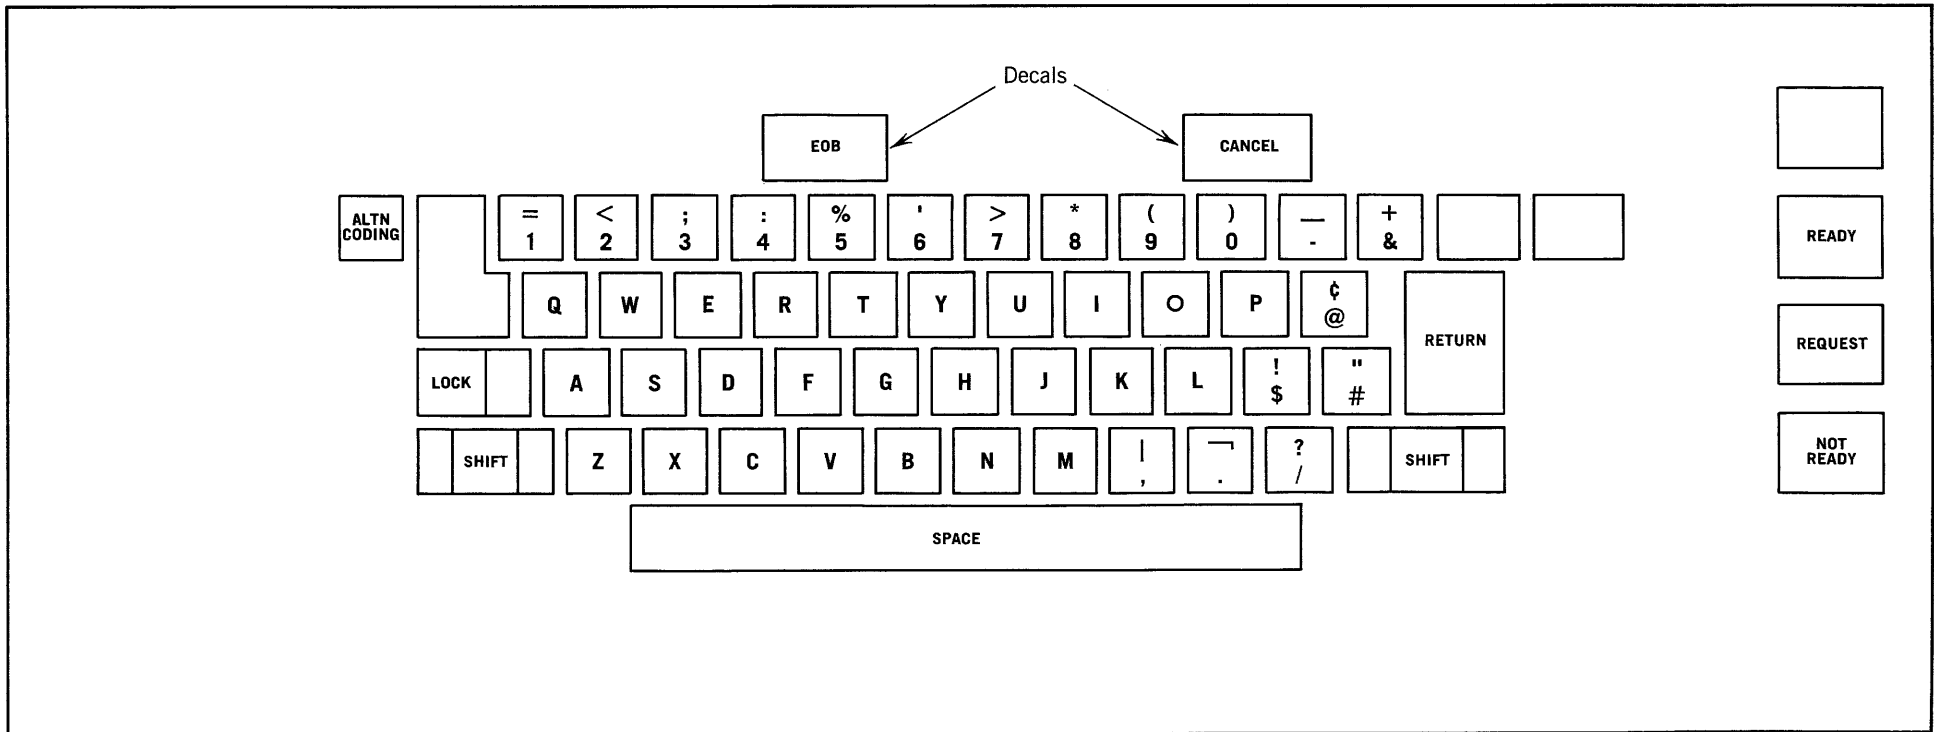 Decals
EOB CANCEL
ALTN
CODING
= < ; : % ' > * ( ) — +
1 2 3 4 5 6 7 8 9 0 - &
READY
Q W E R T Y U I O P ¢
@
RETURN
REQUEST
LOCK A S D F G H J K L ! "
$ #
SHIFT Z X C V B N M | ¬ ? SHIFT
, . /
NOT
READY
SPACE